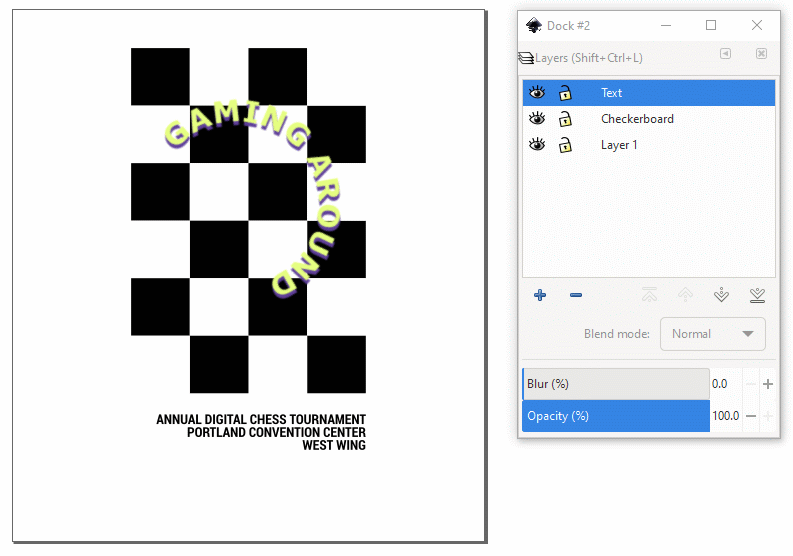 GAMING AROUND
ANNUAL DIGITAL CHESS TOURNAMENT
PORTLAND CONVENTION CENTER
WEST WING
Dock #2
Layers (Shift+Ctrl+L)
Text
Checkerboard
Layer 1
Blend mode: Normal
Blur (%) 0.0
Opacity (%) 100.0